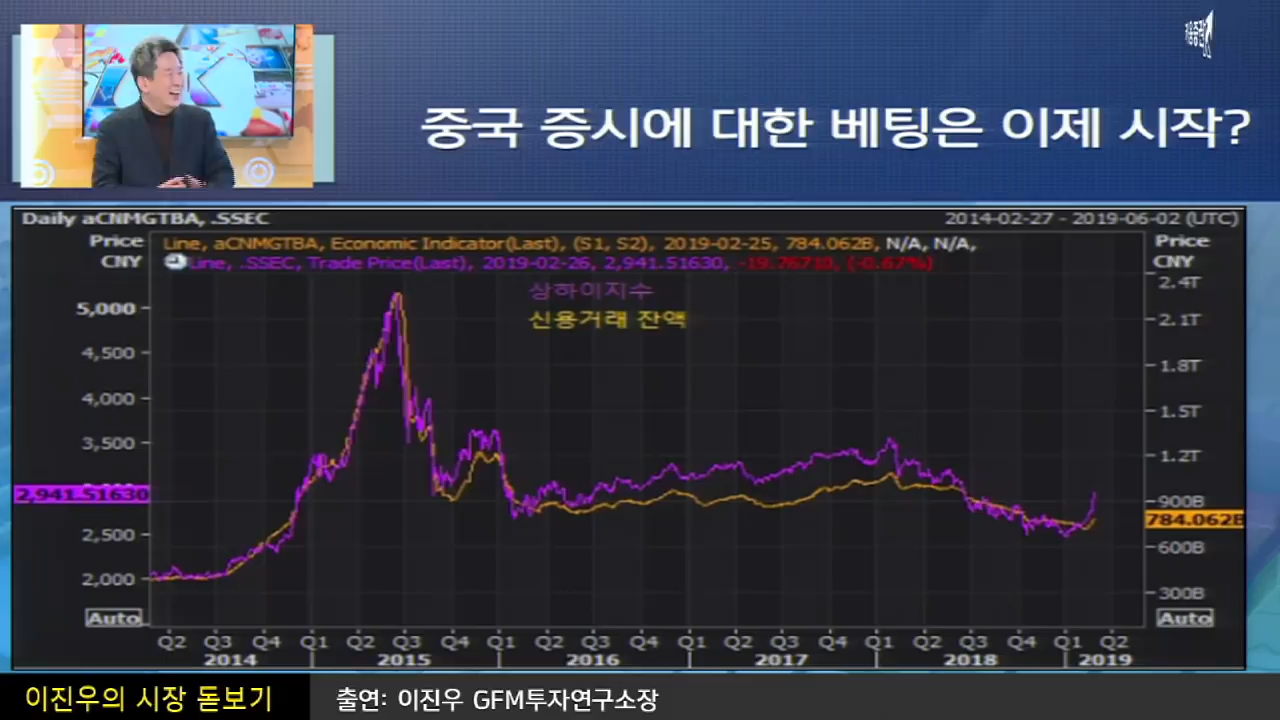 중국 증시에 대한 베팅은 이제 시작?
Daily aCNMGTBA, .SSEC
2014-02-27 - 2019-06-02 (UTC)
Price
CNY
Line, aCNMGTBA, Economic Indicator(Last), (S1, S2), 2019-02-25, 784.062B, N/A, N/A,
Line, .SSEC, Trade Price(Last), 2019-02-26, 2,941.51630, -19.76710, (-0.67%)
Price
CNY
상하이지수
신용거래 잔액
5,000
4,500
4,000
3,500
2,941.51630
2,500
2,000
Auto
2.4T
2.1T
1.8T
1.5T
1.2T
900B
784.062B
600B
300B
Auto
Q2 Q3 Q4 Q1 Q2 Q3 Q4 Q1 Q2 Q3 Q4 Q1 Q2 Q3 Q4 Q1 Q2 Q3 Q4 Q1 Q2
2014 2015 2016 2017 2018 2019
이진우의 시장 돋보기
출연: 이진우 GFM투자연구소장